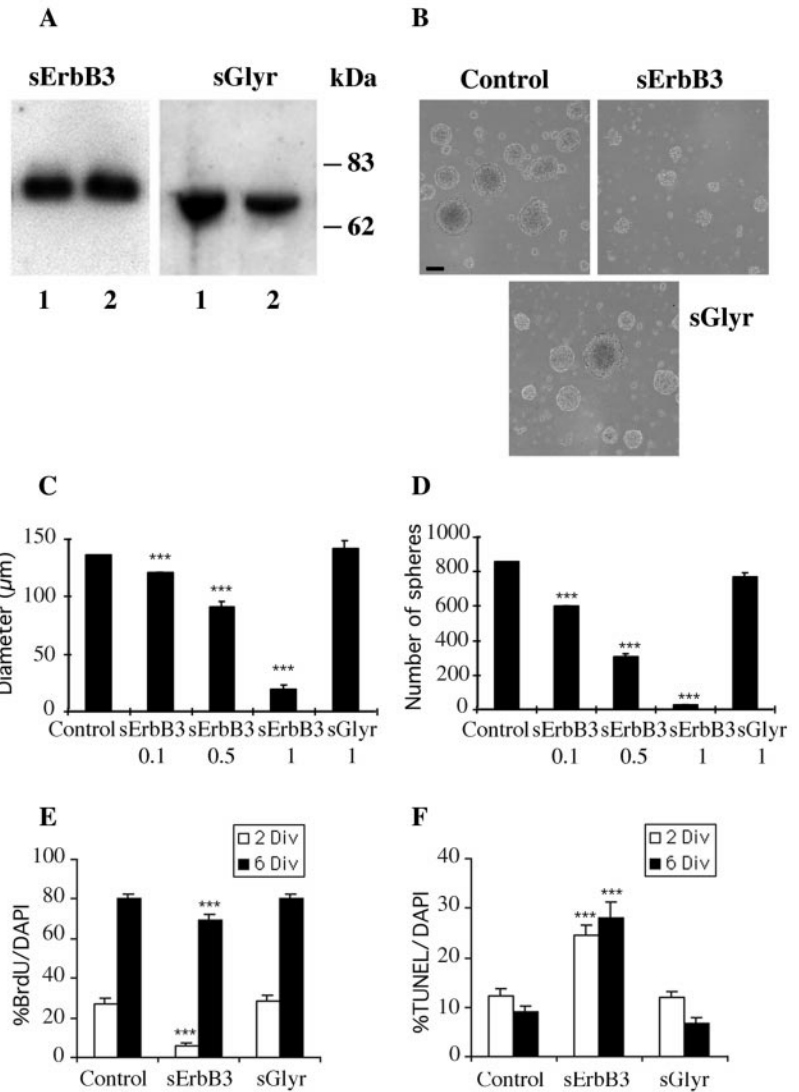 A
sErbB3 sGlyr kDa
83
62
1 2 1 2
B
Control sErbB3
sGlyr
C
Diameter (µm)
150
100
50
0
*** *** ***
Control sErbB3 sErbB3 sErbB3 sGlyr
0.1 0.5 1 1
D
Number of spheres
1000
800
600
400
200
0
*** *** ***
Control sErbB3 sErbB3 sErbB3 sGlyr
0.1 0.5 1 1
E
2 Div
6 Div
%BrdU/DAPI
80
60
40
20
0
*** ***
Control sErbB3 sGlyr
F
2 Div
6 Div
%TUNEL/DAPI
40
30
20
10
0
*** ***
Control sErbB3 sGlyr